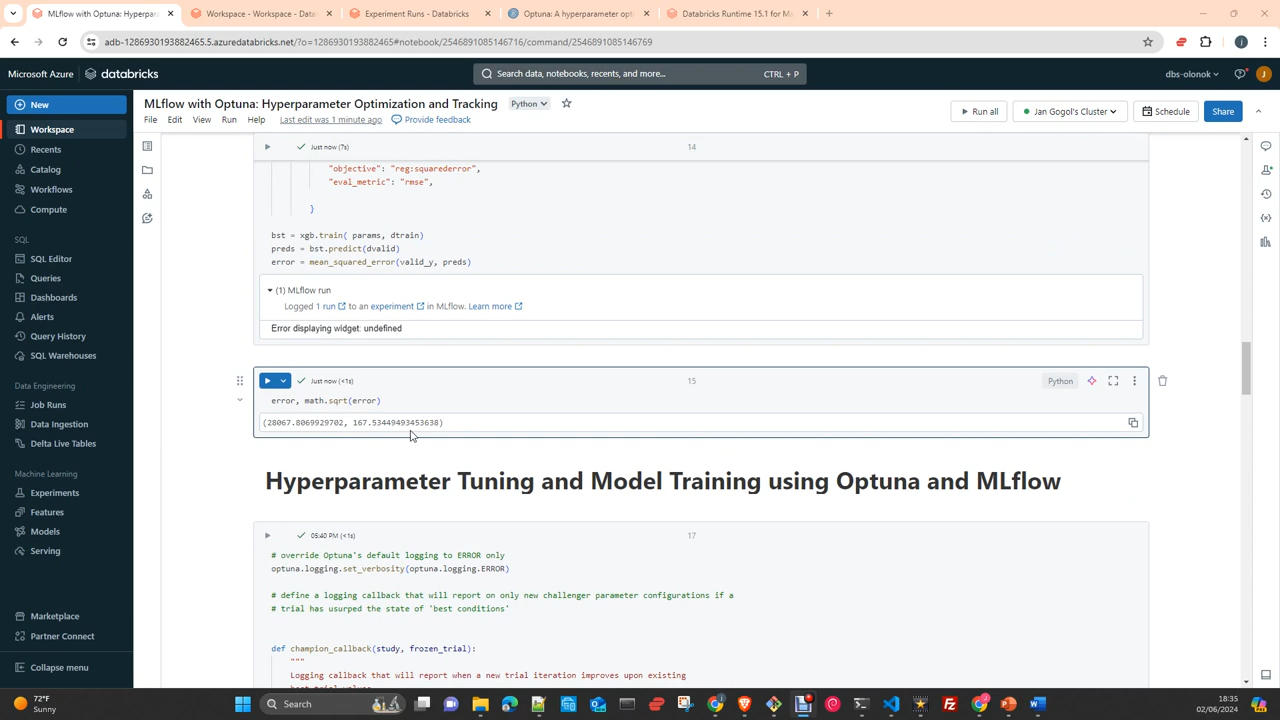 MLflow with Optuna: Hyperpar
Workspace - Workspace - Datab
Experiment Runs - Databricks
Optuna: A hyperparameter opti
Databricks Runtime 15.1 for Ma
adb-1286930193882465.5.azuredatabricks.net/?o=1286930193882465#notebook/2546891085146716/command/2546891085146769
Microsoft Azure
databricks
Search data, notebooks, recents, and more...
CTRL + P
dbs-olonok
J
New
Workspace
Recents
Catalog
Workflows
Compute
SQL
SQL Editor
Queries
Dashboards
Alerts
Query History
SQL Warehouses
Data Engineering
Job Runs
Data Ingestion
Delta Live Tables
Machine Learning
Experiments
Features
Models
Serving
Marketplace
Partner Connect
Collapse menu
MLflow with Optuna: Hyperparameter Optimization and Tracking
Python
File Edit View Run Help Last edit was 1 minute ago Provide feedback
Run all
Jan Gogol's Cluster
Schedule
Share
Just now (7s)
14
"objective": "reg:squarederror",
"eval_metric": "rmse",
}
bst = xgb.train( params, dtrain)
preds = bst.predict(dvalid)
error = mean_squared_error(valid_y, preds)
(1) MLflow run
Logged 1 run to an experiment in MLflow. Learn more
Error displaying widget: undefined
Just now (<1s)
15
Python
error, math.sqrt(error)
(28067.8069929702, 167.53449493453638)
Hyperparameter Tuning and Model Training using Optuna and MLflow
05:40 PM (<1s)
17
# override Optuna's default logging to ERROR only
optuna.logging.set_verbosity(optuna.logging.ERROR)
# define a logging callback that will report on only new challenger parameter configurations if a
# trial has usurped the state of 'best conditions'
def champion_callback(study, frozen_trial):
"""
Logging callback that will report when a new trial iteration improves upon existing
best trial values.
72°F
Sunny
Search
18:35
02/06/2024